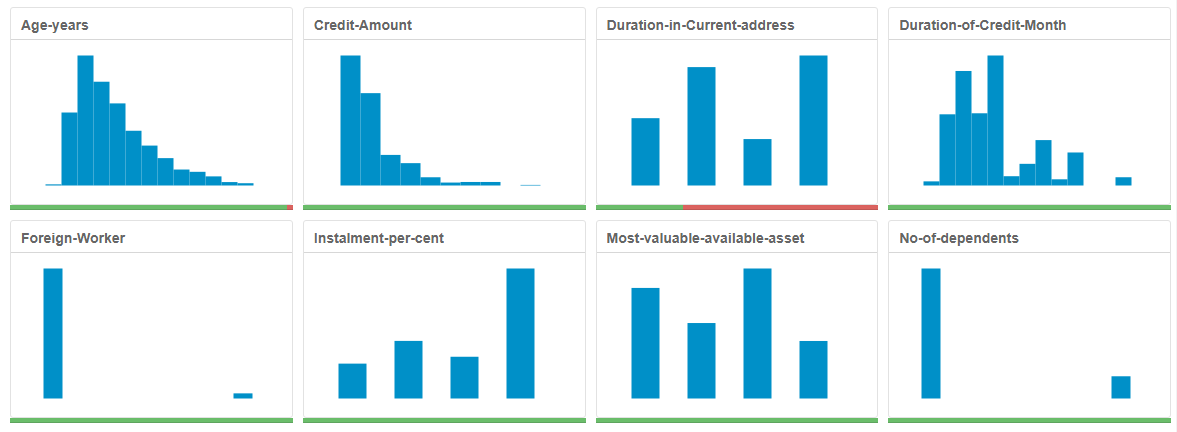 Age-years
Credit-Amount
Duration-in-Current-address
Duration-of-Credit-Month
Foreign-Worker
Instalment-per-cent
Most-valuable-available-asset
No-of-dependents